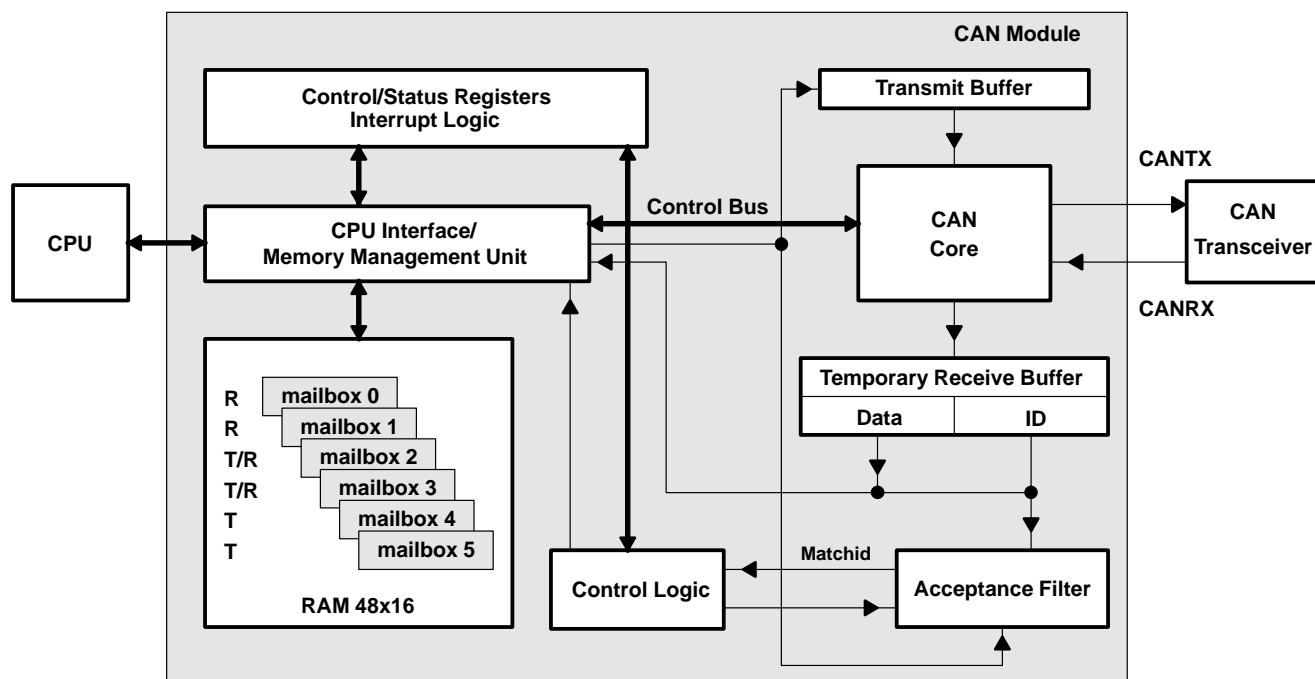 CAN Module
Control/Status Registers
Interrupt Logic
Transmit Buffer
CANTX
CPU
CPU Interface/
Memory Management Unit
Control Bus
CAN
Core
CAN
Transceiver
CANRX
Temporary Receive Buffer
Data ID
R mailbox 0
R mailbox 1
T/R mailbox 2
T/R mailbox 3
T mailbox 4
T mailbox 5
RAM 48x16
Matchid
Control Logic
Acceptance Filter